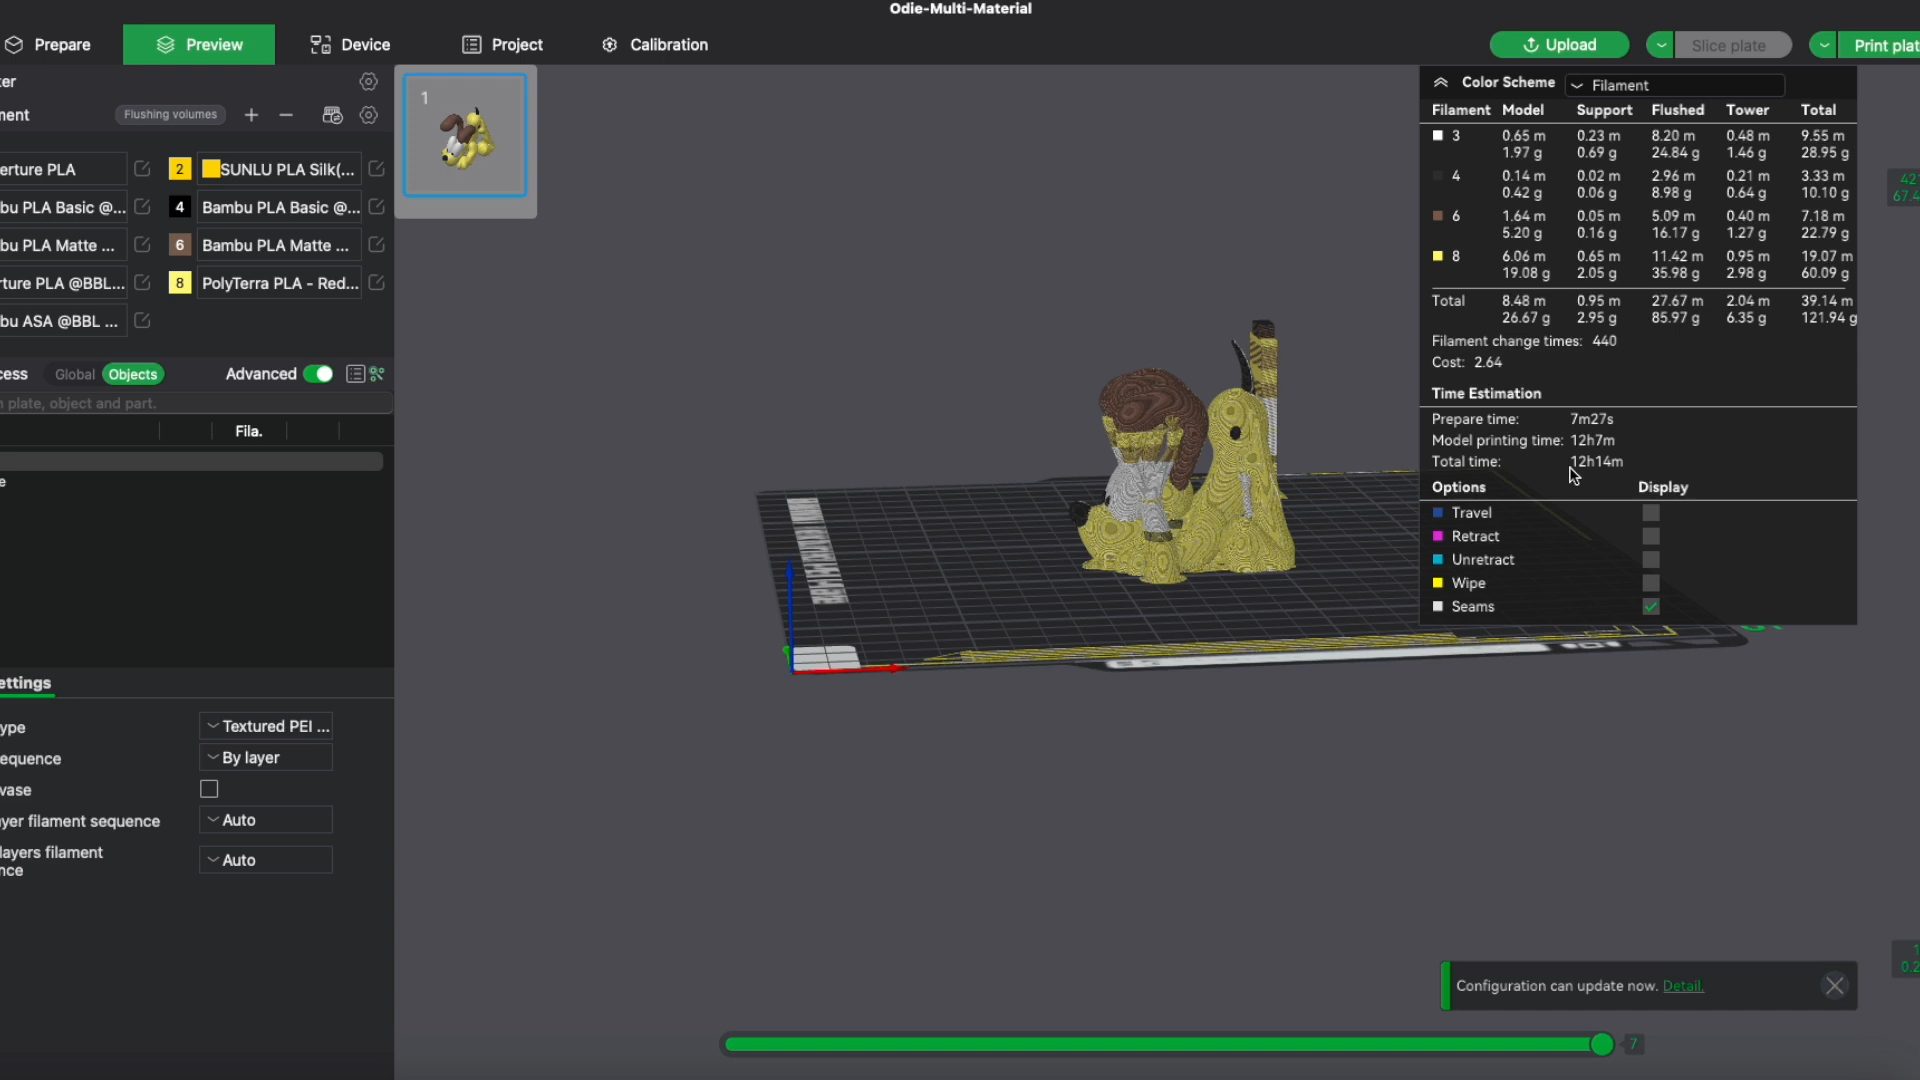 Odie-Multi-Material
Prepare
Preview
Device
Project
Calibration
Upload
Slice plate
Print plat
ter
ment
Flushing volumes
erture PLA
2 SUNLU PLA Silk(...
bu PLA Basic @...
4 Bambu PLA Basic @...
bu PLA Matte ...
6 Bambu PLA Matte ...
rture PLA @BBL...
8 PolyTerra PLA - Red...
bu ASA @BBL ...
cess Global Objects Advanced
n plate, object and part.
Fila.
e
ettings
ype Textured PEI ...
equence By layer
vase
yer filament sequence Auto
layers filament
nce Auto
1
Color Scheme Filament
Filament Model Support Flushed Tower Total
3 0.65 m 0.23 m 8.20 m 0.48 m 9.55 m
1.97 g 0.69 g 24.84 g 1.46 g 28.95 g
4 0.14 m 0.02 m 2.96 m 0.21 m 3.33 m
0.42 g 0.06 g 8.98 g 0.64 g 10.10 g
6 1.64 m 0.05 m 5.09 m 0.40 m 7.18 m
5.20 g 0.16 g 16.17 g 1.27 g 22.79 g
8 6.06 m 0.65 m 11.42 m 0.95 m 19.07 m
19.08 g 2.05 g 35.98 g 2.98 g 60.09 g
Total 8.48 m 0.95 m 27.67 m 2.04 m 39.14 m
26.67 g 2.95 g 85.97 g 6.35 g 121.94 g
Filament change times: 440
Cost: 2.64
Time Estimation
Prepare time: 7m27s
Model printing time: 12h7m
Total time: 12h14m
Options Display
Travel
Retract
Unretract
Wipe
Seams
421
67.4
Configuration can update now. Detail.
1
0.2
7